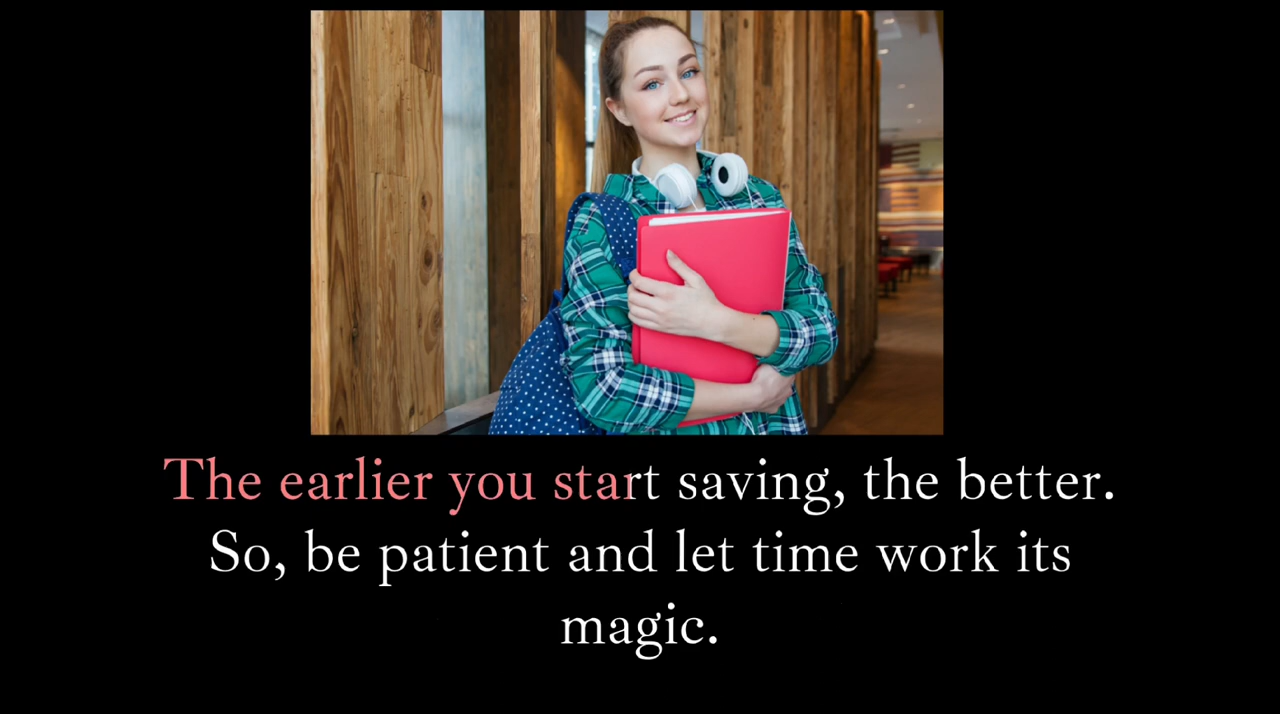 The earlier you start saving, the better.
So, be patient and let time work its
magic.